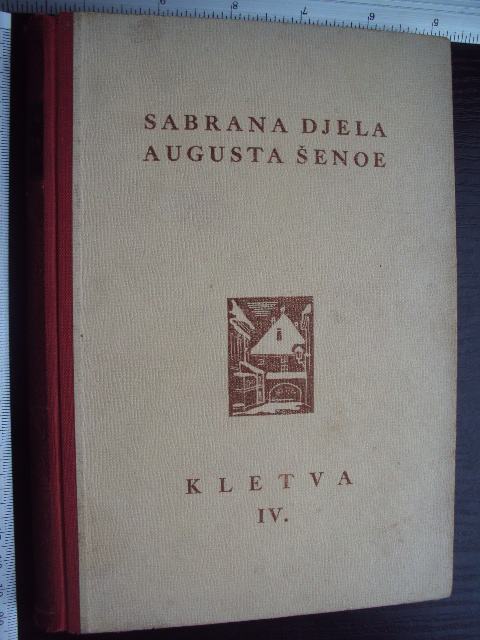 SABRANA DJELA
AUGUSTA ŠENOE
KLETVA
IV.